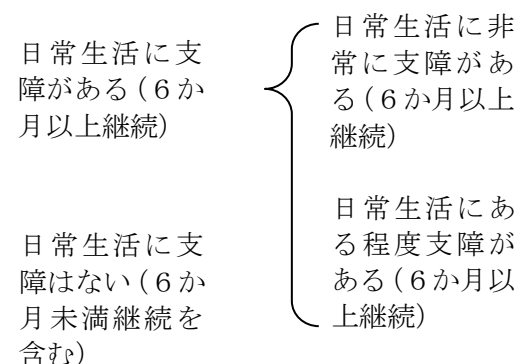 日常生活に支
障がある（６か
月以上継続）
日常生活に支
障はない（６か
月未満継続を
含む）
日常生活に非
常に支障があ
る（６か月以上
継続）
日常生活にあ
る程度支障が
ある（６か月以
上継続）